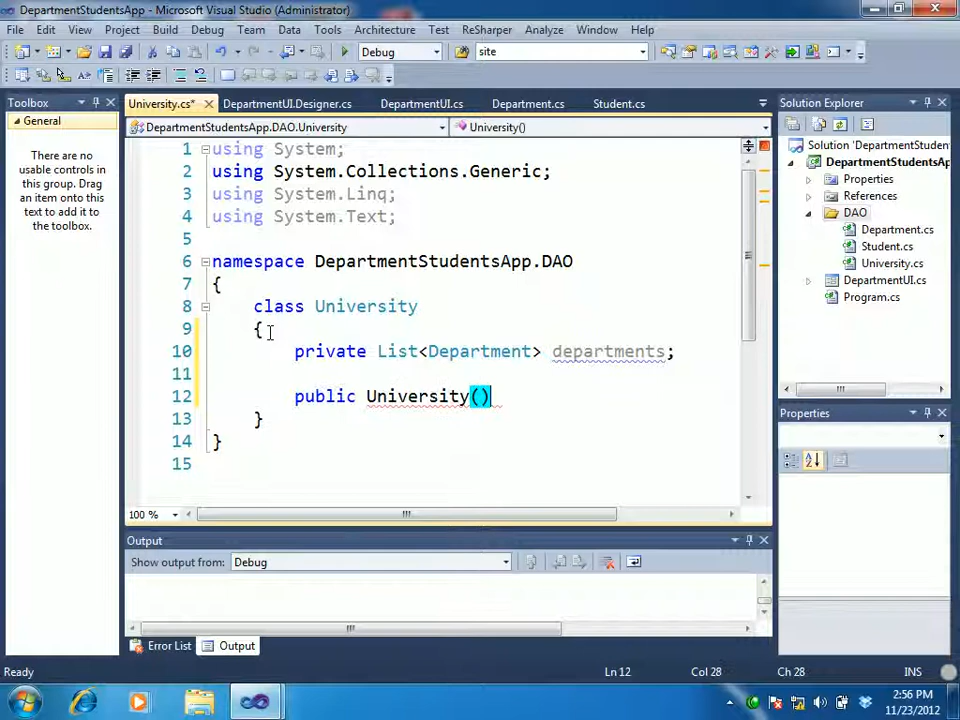 DepartmentStudentsApp - Microsoft Visual Studio (Administrator)
File Edit View Project Build Debug Team Data Tools Architecture Test ReSharper Analyze Window Help
Debug site
Toolbox
General
There are no
usable controls in
this group. Drag
an item onto this
text to add it to
the toolbox.
University.cs* DepartmentUI.Designer.cs DepartmentUI.cs Department.cs Student.cs
DepartmentStudentsApp.DAO.University University()
1 using System;
2 using System.Collections.Generic;
3 using System.Linq;
4 using System.Text;
5
6 namespace DepartmentStudentsApp.DAO
7 {
8 class University
9 {
10 private List<Department> departments;
11
12 public University()
13 }
14 }
15
100 %
Solution Explorer
Solution 'DepartmentStuden
DepartmentStudentsAp
Properties
References
DAO
Department.cs
Student.cs
University.cs
DepartmentUI.cs
Program.cs
Properties
Output
Show output from: Debug
Error List Output
Ready Ln 12 Col 28 Ch 28 INS
2:56 PM
11/23/2012